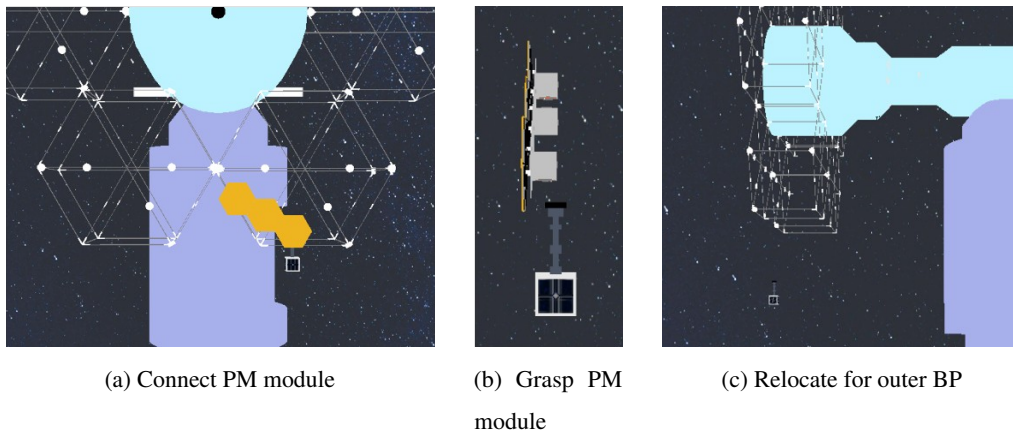 (a) Connect PM module
(b) Grasp PM
module
(c) Relocate for outer BP